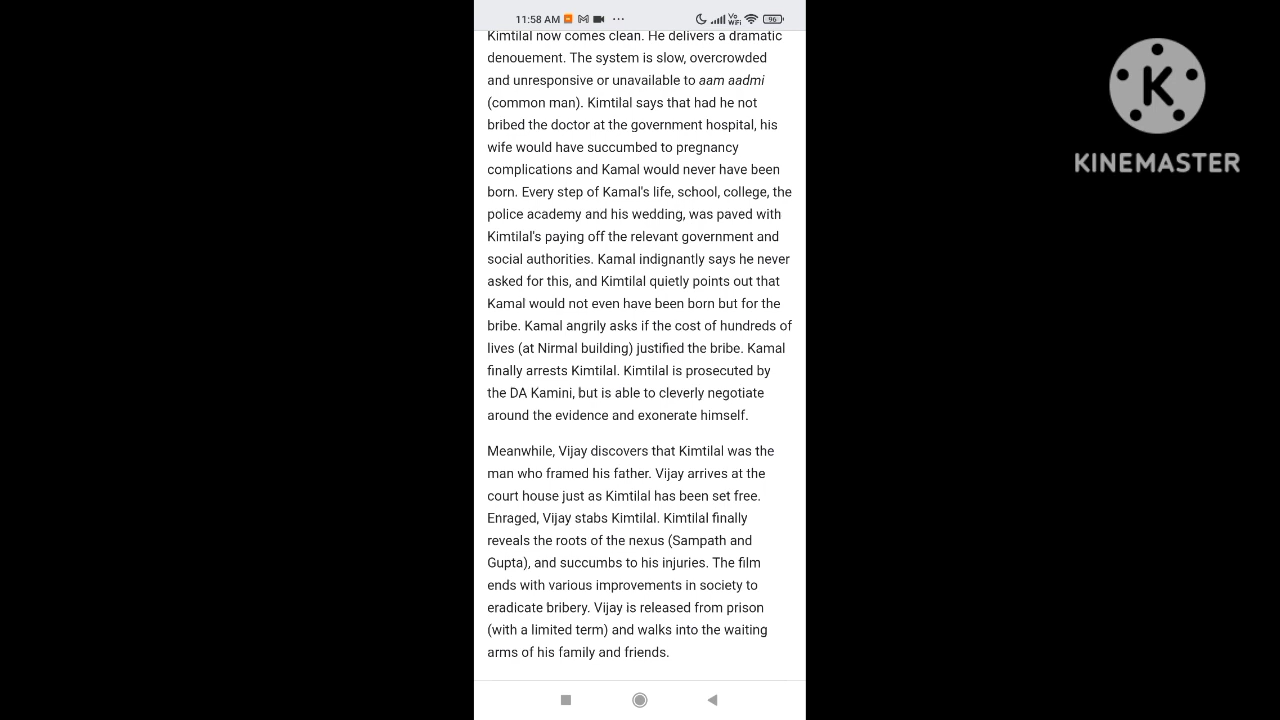 11:58 AM
Vo
WiFi
96
Kimtilal now comes clean. He delivers a dramatic
denouement. The system is slow, overcrowded
and unresponsive or unavailable to aam aadmi
(common man). Kimtilal says that had he not
bribed the doctor at the government hospital, his
wife would have succumbed to pregnancy
complications and Kamal would never have been
born. Every step of Kamal's life, school, college, the
police academy and his wedding, was paved with
Kimtilal's paying off the relevant government and
social authorities. Kamal indignantly says he never
asked for this, and Kimtilal quietly points out that
Kamal would not even have been born but for the
bribe. Kamal angrily asks if the cost of hundreds of
lives (at Nirmal building) justified the bribe. Kamal
finally arrests Kimtilal. Kimtilal is prosecuted by
the DA Kamini, but is able to cleverly negotiate
around the evidence and exonerate himself.
Meanwhile, Vijay discovers that Kimtilal was the
man who framed his father. Vijay arrives at the
court house just as Kimtilal has been set free.
Enraged, Vijay stabs Kimtilal. Kimtilal finally
reveals the roots of the nexus (Sampath and
Gupta), and succumbs to his injuries. The film
ends with various improvements in society to
eradicate bribery. Vijay is released from prison
(with a limited term) and walks into the waiting
arms of his family and friends.
K
KINEMASTER